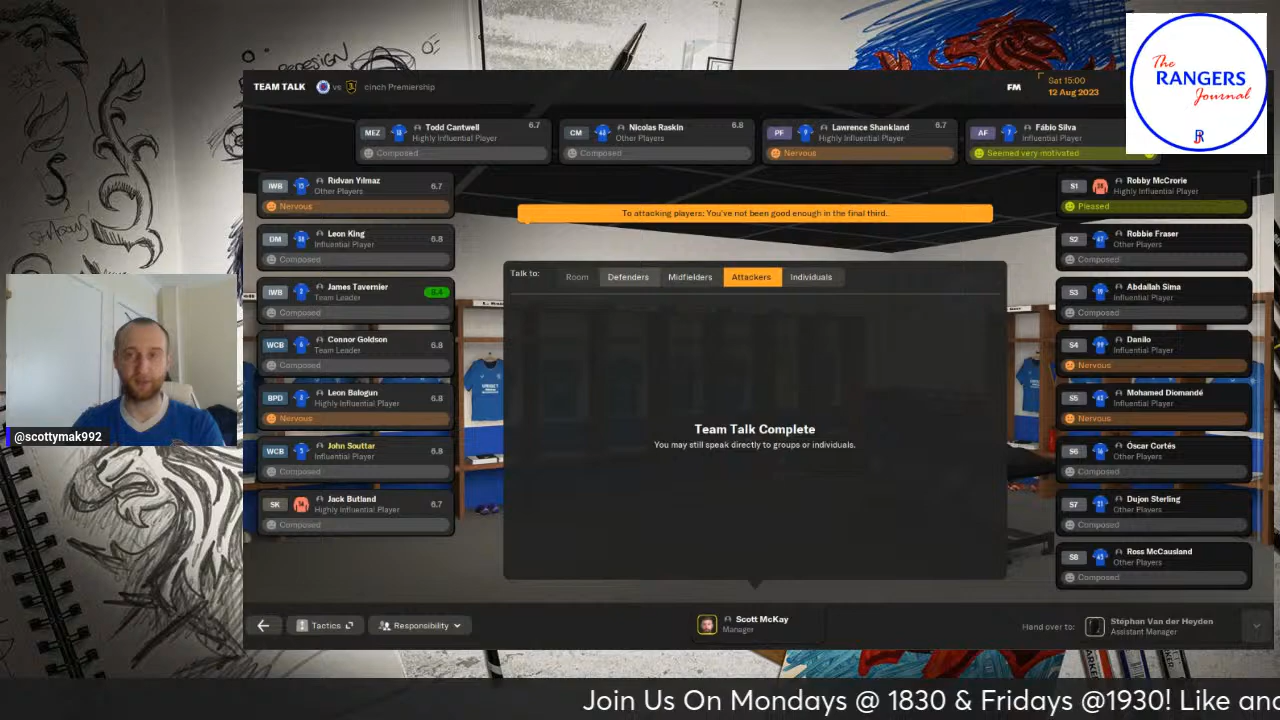 REDESIGN
The
RANGERS
Journal
TEAM TALK
vs
cinch Premiership
FM
Sat 15:00
12 Aug 2023
MEZ
Todd Cantwell
6.7
Highly Influential Player
Composed
CM
Nicolas Raskin
6.8
Other Players
Composed
PF
Lawrence Shankland
6.7
Highly Influential Player
Nervous
AF
Fábio Silva
Influential Player
Seemed very motivated
IWB
Ridvan Yilmaz
6.7
Other Players
Nervous
DM
Leon King
6.8
Influential Player
Composed
IWB
James Tavernier
8.4
Team Leader
Composed
WCB
Connor Goldson
6.8
Team Leader
Composed
BPD
Leon Balogun
6.8
Highly Influential Player
Nervous
WCB
John Souttar
6.8
Influential Player
Composed
SK
Jack Butland
6.7
Highly Influential Player
Composed
To attacking players: You've not been good enough in the final third.
Talk to:
Room
Defenders
Midfielders
Attackers
Individuals
Team Talk Complete
You may still speak directly to groups or individuals.
S1
Robby McCrorie
Highly Influential Player
Pleased
S2
Robbie Fraser
Other Players
Composed
S3
Abdallah Sima
Influential Player
Composed
S4
Danilo
Influential Player
Nervous
S5
Mohamed Diomandé
Influential Player
Nervous
S6
Óscar Cortés
Other Players
Composed
S7
Dujon Sterling
Other Players
Composed
S8
Ross McCausland
Other Players
Composed
@scottymak992
Tactics
Responsibility
Scott McKay
Manager
Hand over to:
Stéphan Van der Heyden
Assistant Manager
Join Us On Mondays @ 1830 & Fridays @1930! Like and